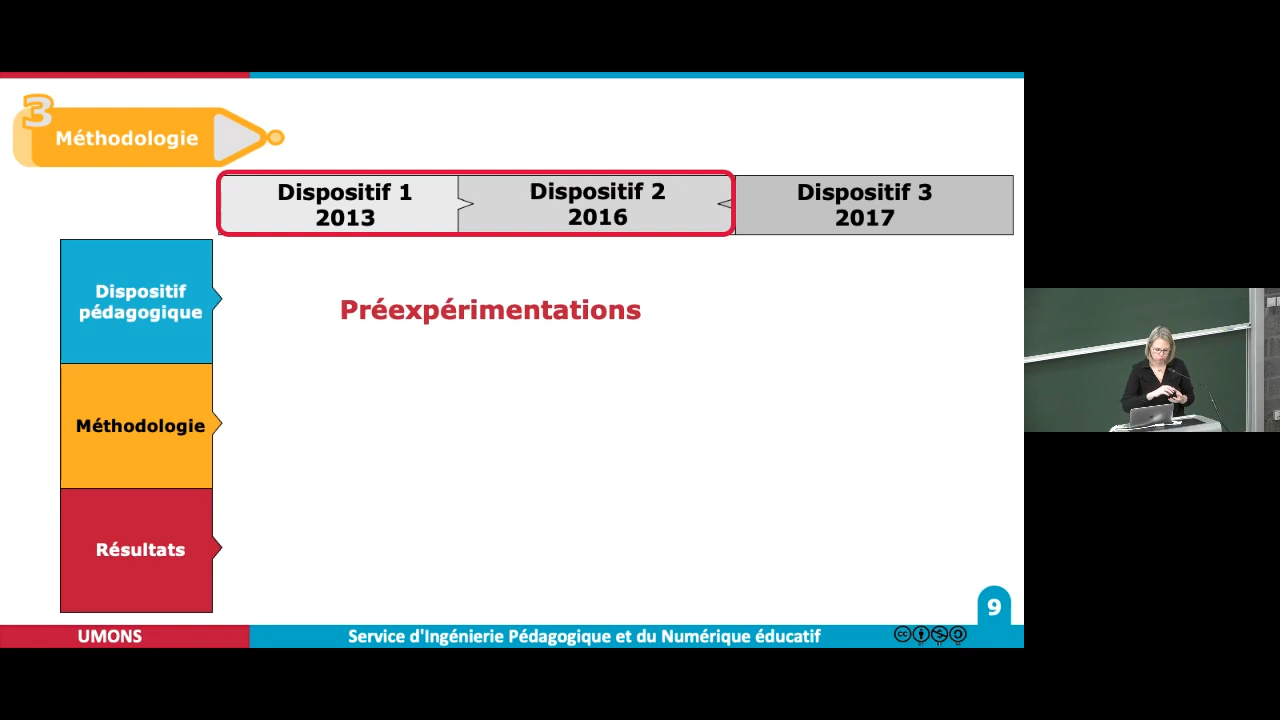 3
Méthodologie
Dispositif 1
2013
Dispositif 2
2016
Dispositif 3
2017
Dispositif
pédagogique
Préexpérimentations
Méthodologie
Résultats
9
UMONS
Service d'Ingénierie Pédagogique et du Numérique éducatif
cc